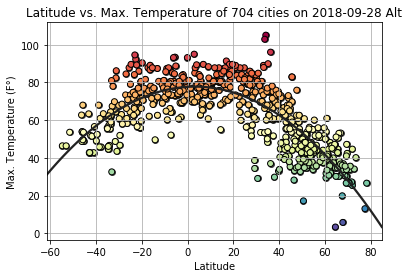 Latitude vs. Max. Temperature of 704 cities on 2018-09-28 Alt
Max. Temperature (F°)
100
80
60
40
20
0
−60 −40 −20 0 20 40 60 80
Latitude